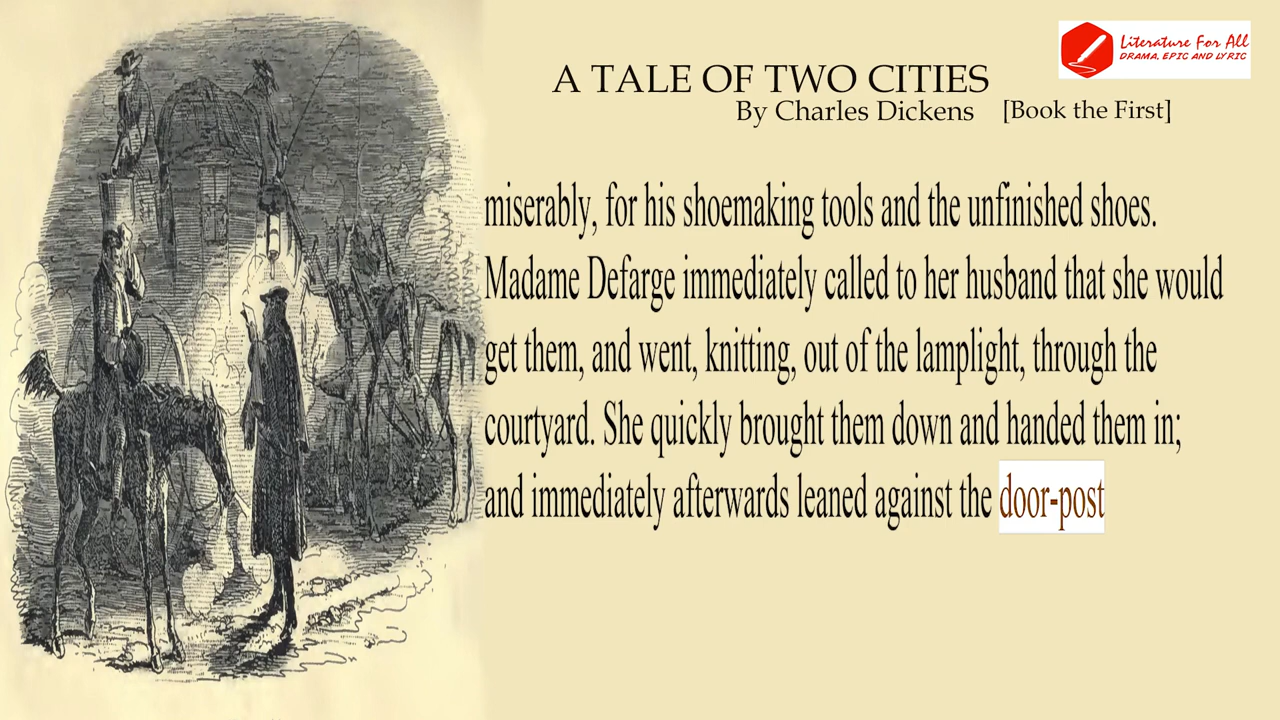 Literature For All
DRAMA, EPIC AND LYRIC
A TALE OF TWO CITIES
By Charles Dickens [Book the First]
miserably, for his shoemaking tools and the unfinished shoes.
Madame Defarge immediately called to her husband that she would
get them, and went, knitting, out of the lamplight, through the
courtyard. She quickly brought them down and handed them in;
and immediately afterwards leaned against the door-post